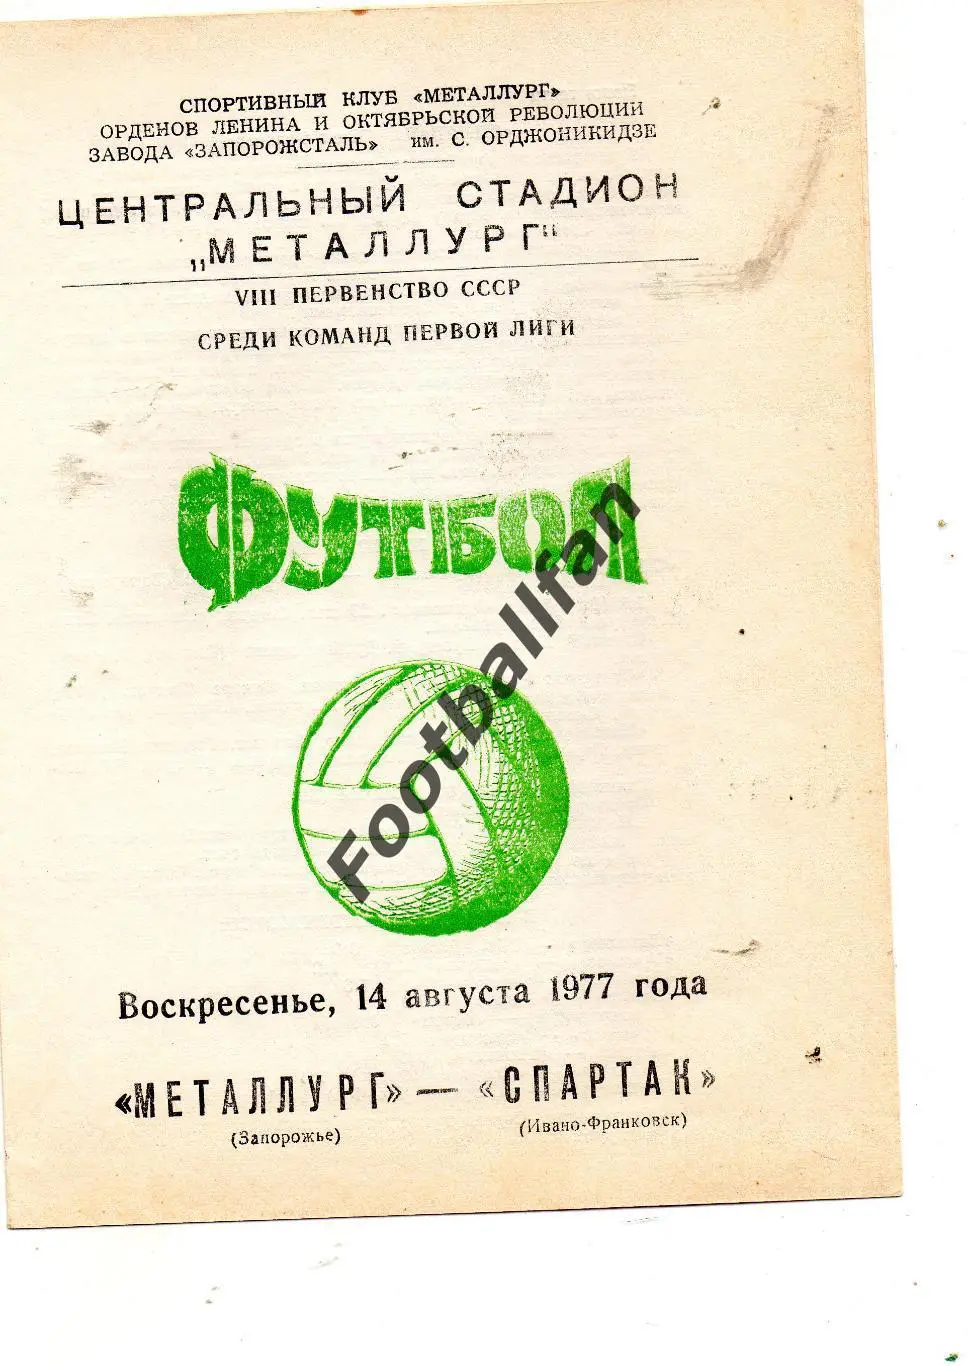 СПОРТИВНЫЙ КЛУБ «МЕТАЛЛУРГ»
ОРДЕНОВ ЛЕНИНА И ОКТЯБРЬСКОЙ РЕВОЛЮЦИИ
ЗАВОДА «ЗАПОРОЖСТАЛЬ» им. С. ОРДЖОНИКИДЗЕ
ЦЕНТРАЛЬНЫЙ СТАДИОН
„МЕТАЛЛУРГ“
VIII ПЕРВЕНСТВО СССР
СРЕДИ КОМАНД ПЕРВОЙ ЛИГИ
ФУТБОЛ
Footballfan
Воскресенье, 14 августа 1977 года
«МЕТАЛЛУРГ» — «СПАРТАК»
(Запорожье) (Ивано-Франковск)